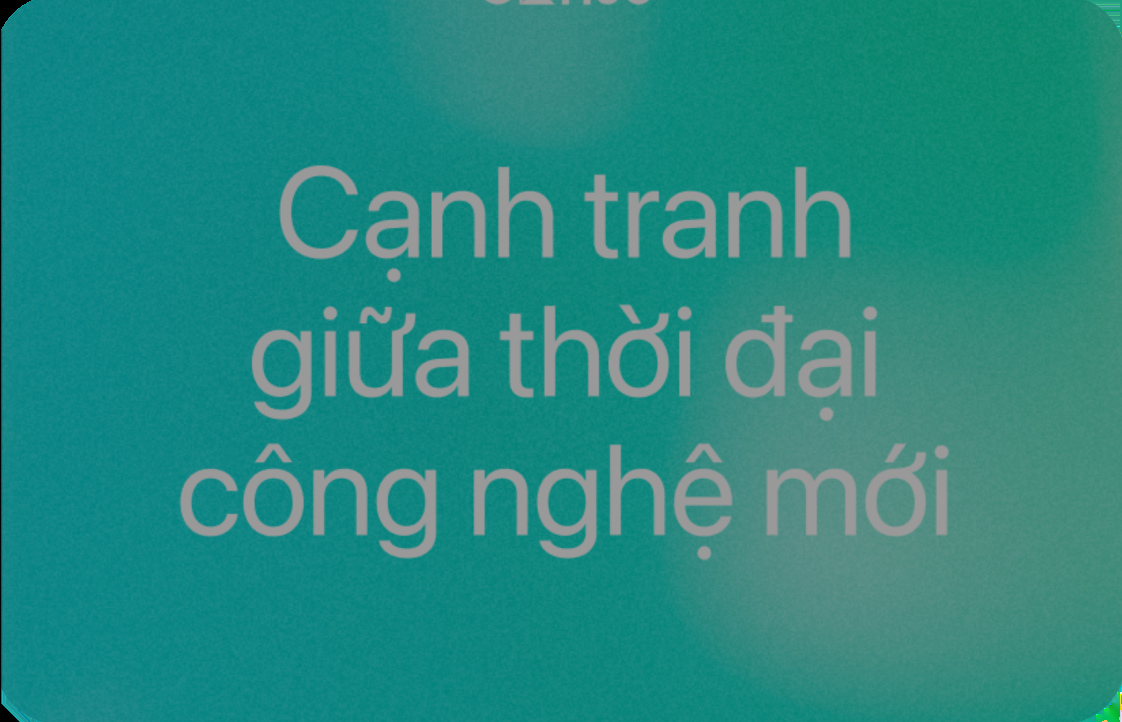 Cạnh tranh
giữa thời đại
công nghệ mới